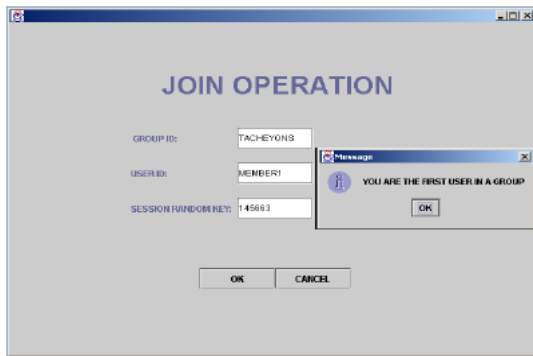 JOIN OPERATION
GROUP ID: TACHEYONS
USER ID: MEMBER1
SESSION RANDOM KEY: 145663
Message
YOU ARE THE FIRST USER IN A GROUP
OK
OK CANCEL